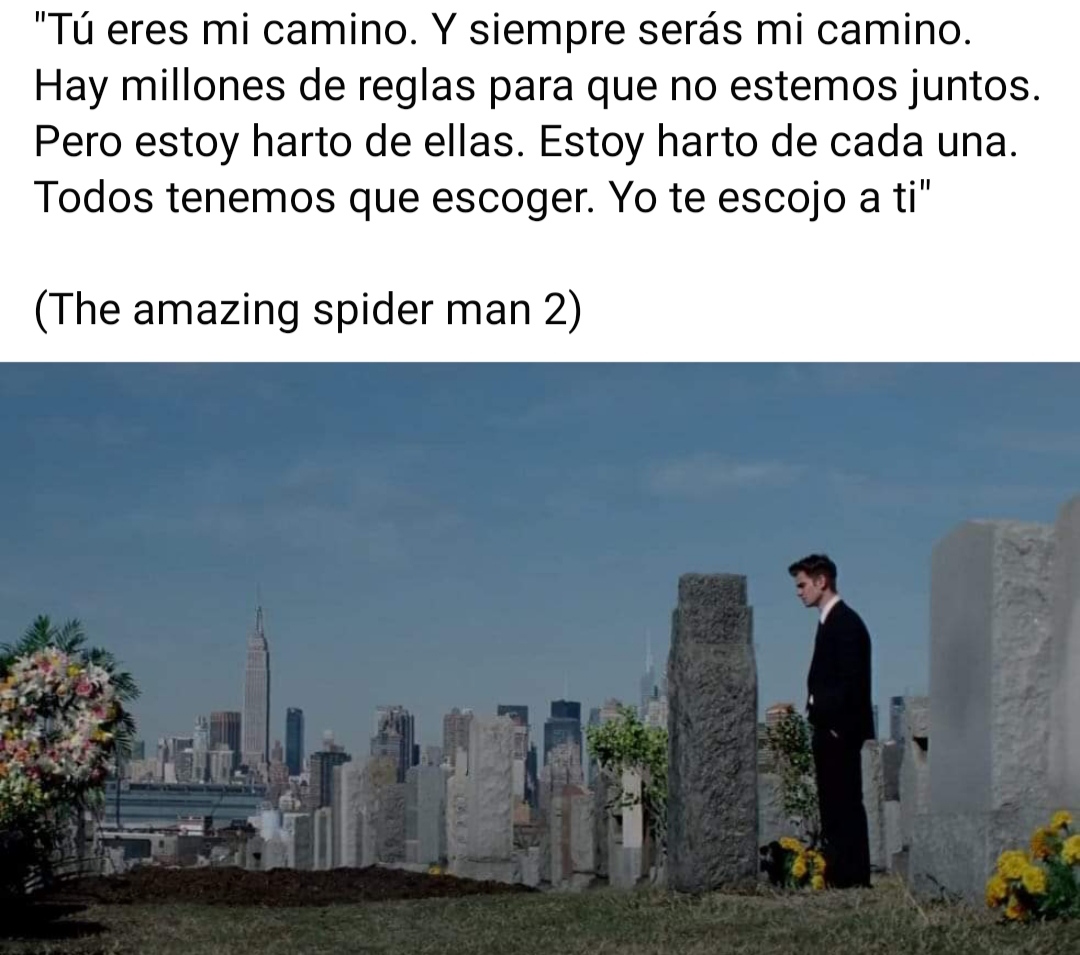 "Tú eres mi camino. Y siempre serás mi camino.
Hay millones de reglas para que no estemos juntos.
Pero estoy harto de ellas. Estoy harto de cada una.
Todos tenemos que escoger. Yo te escojo a ti"
(The amazing spider man 2)